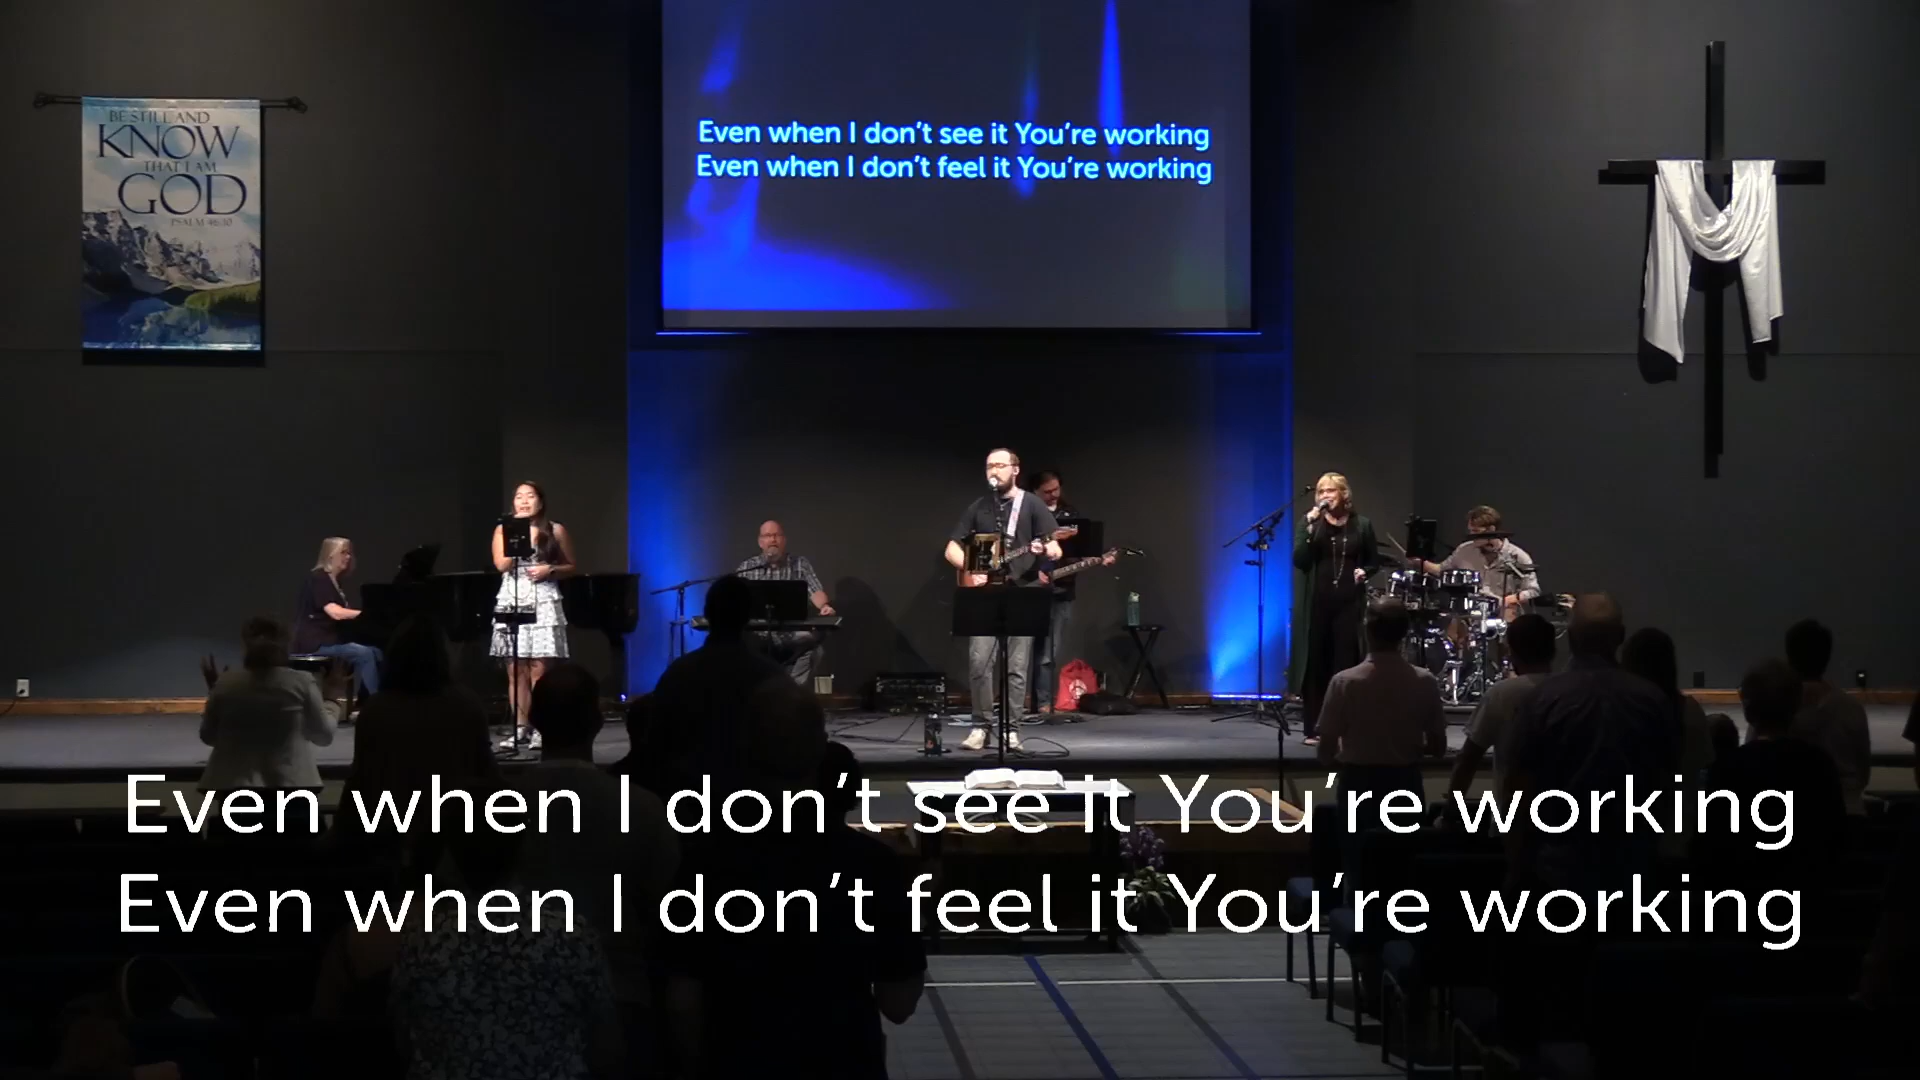 BE STILL AND
KNOW
THAT I AM
GOD
PSALM 46:10
Even when I don't see it You're working
Even when I don't feel it You're working
Even when I don't see it You're working
Even when I don't feel it You're working